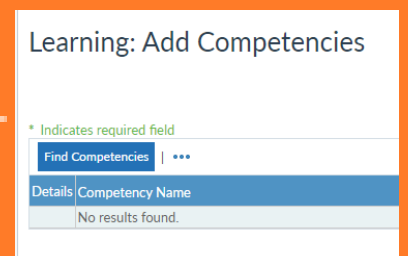 Learning: Add Competencies
* Indicates required field
Find Competencies | •••
Details Competency Name
No results found.